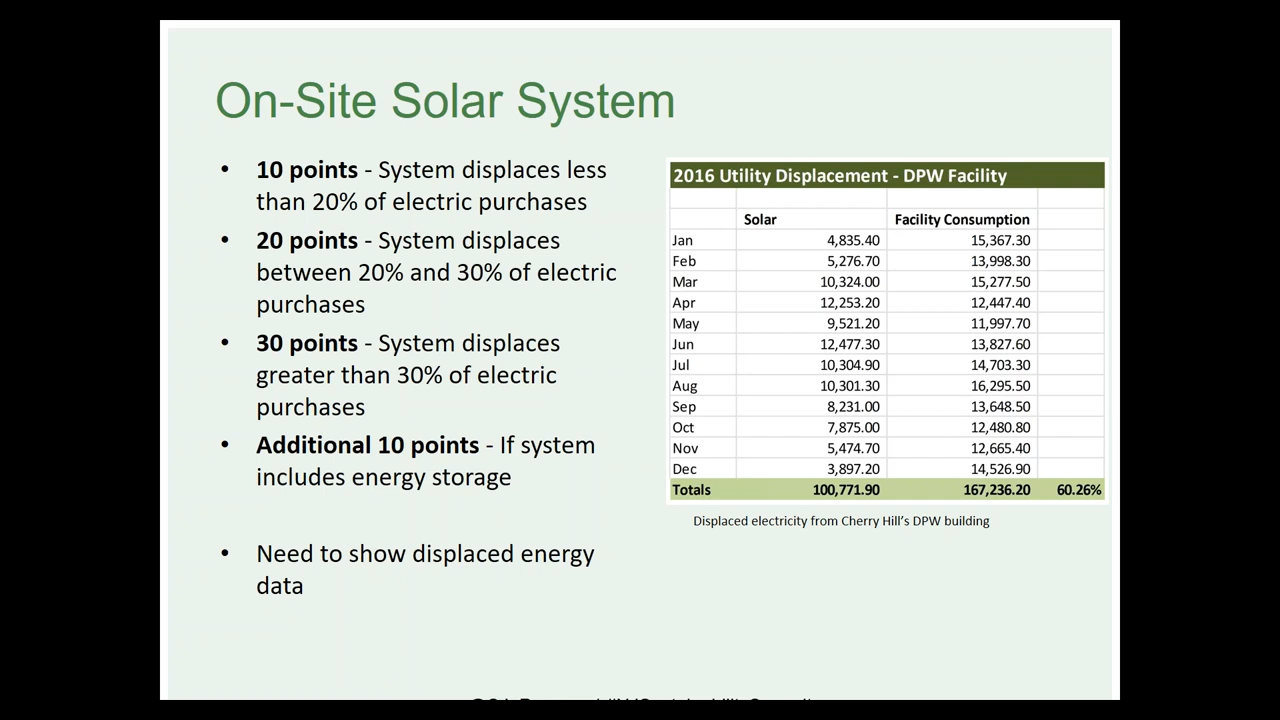 On-Site Solar System
• 10 points - System displaces less
than 20% of electric purchases
• 20 points - System displaces
between 20% and 30% of electric
purchases
• 30 points - System displaces
greater than 30% of electric
purchases
• Additional 10 points - If system
includes energy storage
• Need to show displaced energy
data
2016 Utility Displacement - DPW Facility
Solar Facility Consumption
Jan 4,835.40 15,367.30
Feb 5,276.70 13,998.30
Mar 10,324.00 15,277.50
Apr 12,253.20 12,447.40
May 9,521.20 11,997.70
Jun 12,477.30 13,827.60
Jul 10,304.90 14,703.30
Aug 10,301.30 16,295.50
Sep 8,231.00 13,648.50
Oct 7,875.00 12,480.80
Nov 5,474.70 12,665.40
Dec 3,897.20 14,526.90
Totals 100,771.90 167,236.20 60.26%
Displaced electricity from Cherry Hill's DPW building